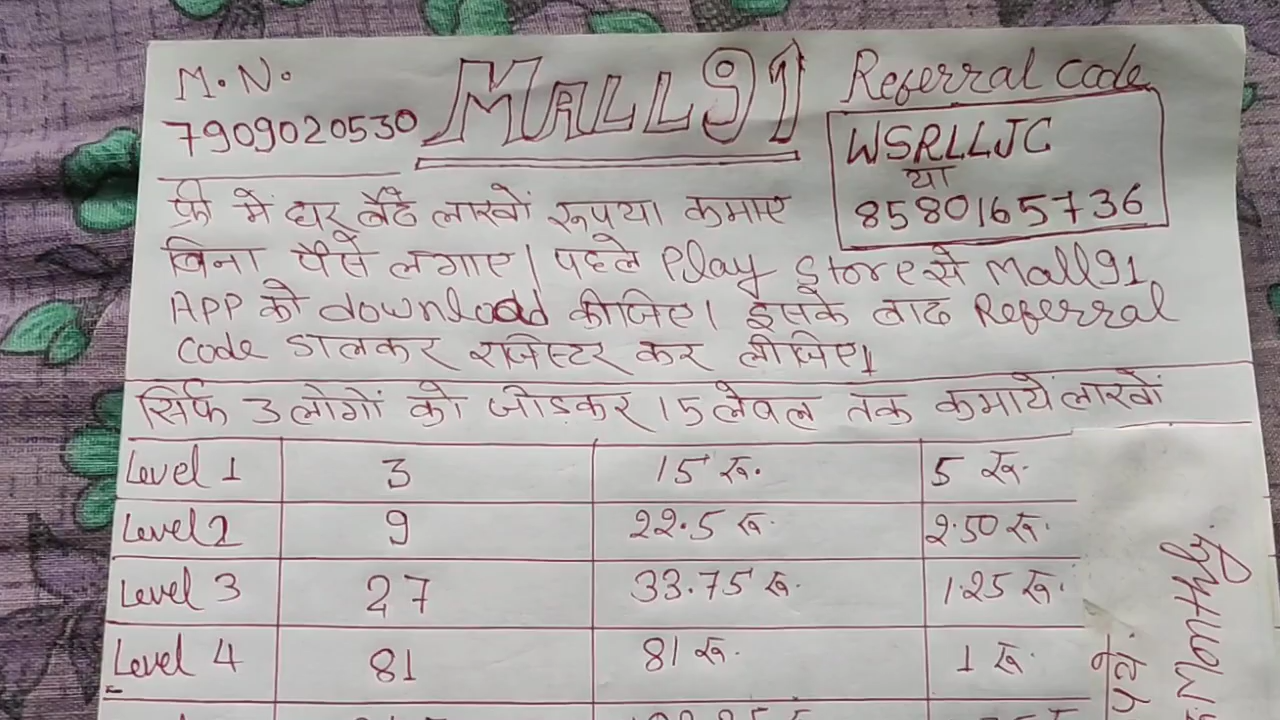 M.N.
7909020530
MALL91
Referral Code
WSRLLJC
या
8580165736
फ्री में घर बैठे लाखों रूपया कमाए
बिना पैसे लगाए। पहले Play Store से Mall91
APP को download कीजिए। इसके बाद Referral
Code डालकर रजिस्टर कर लीजिए।
सिर्फ 3 लोगों को जोड़कर 15 लेवल तक कमायें लाखों
Level 1 3 15 रू. 5 रू.
Level 2 9 22.5 रू. 2.50 रू.
Level 3 27 33.75 रू. 1.25 रू.
Level 4 81 81 रू. 1 रू.
Monthly